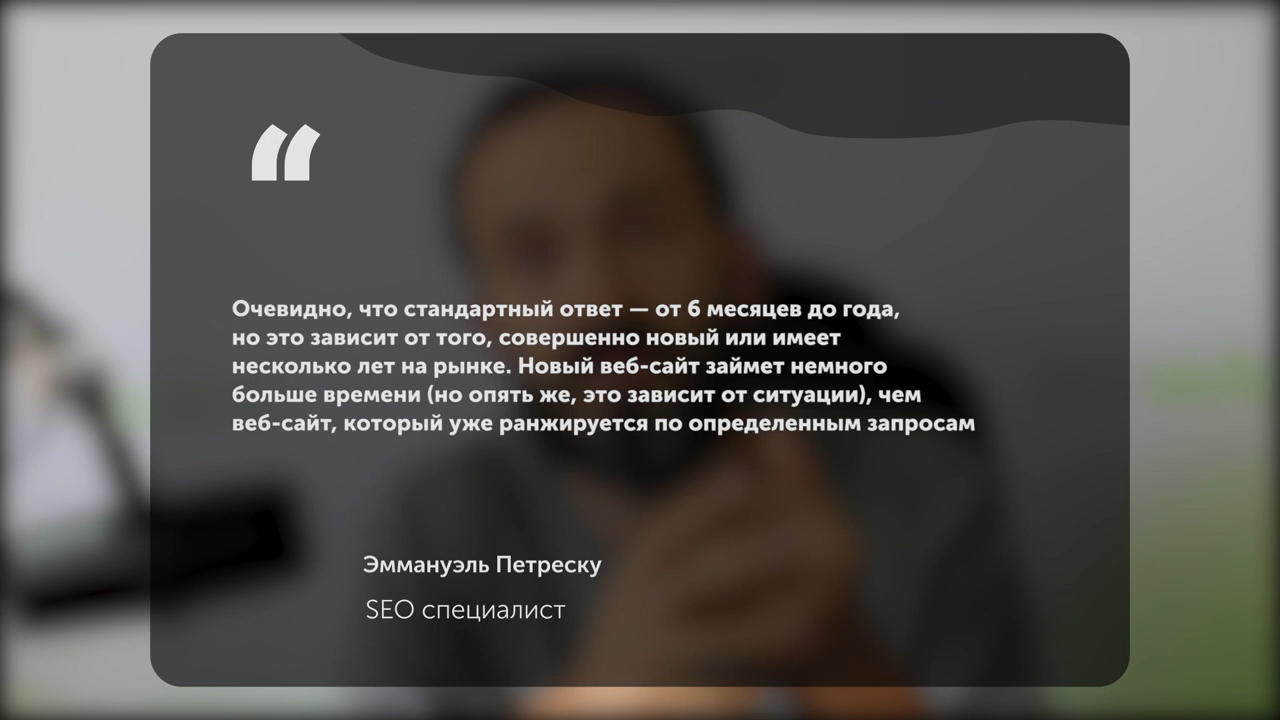 “
Очевидно, что стандартный ответ — от 6 месяцев до года,
но это зависит от того, совершенно новый или имеет
несколько лет на рынке. Новый веб-сайт займет немного
больше времени (но опять же, это зависит от ситуации), чем
веб-сайт, который уже ранжируется по определенным запросам
Эммануэль Петреску
SEO специалист